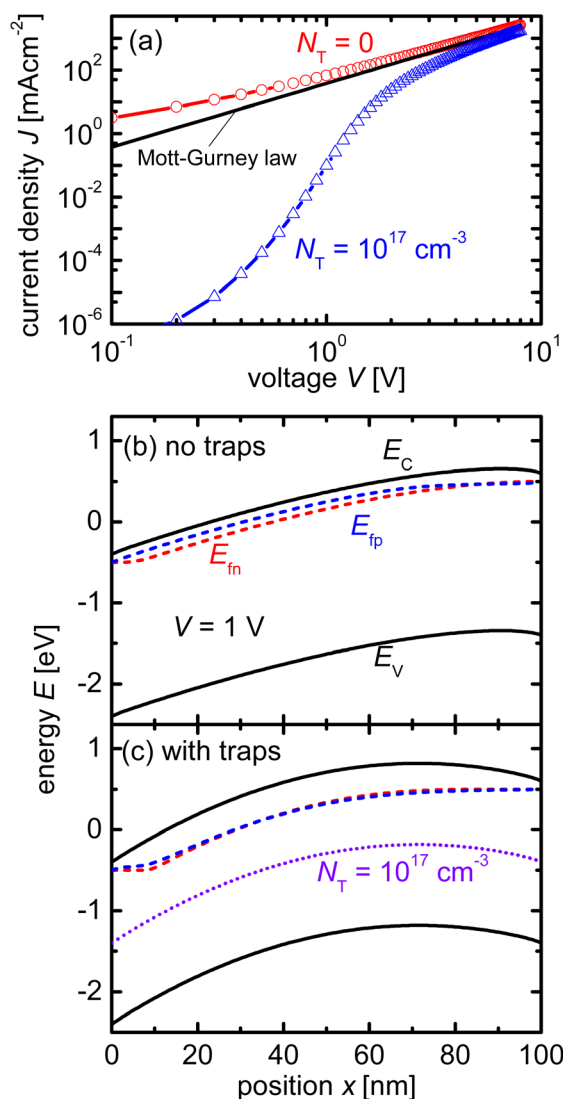 (a)
N_T = 0
Mott-Gurney law
N_T = 10^17 cm^-3
current density J [mAcm^-2]
10^2
10^0
10^-2
10^-4
10^-6
10^-1
10^0
10^1
voltage V [V]
(b) no traps
E_C
E_fp
E_fn
V = 1 V
E_V
1
0
-1
-2
energy E [eV]
(c) with traps
N_T = 10^17 cm^-3
1
0
-1
-2
0
20
40
60
80
100
position x [nm]